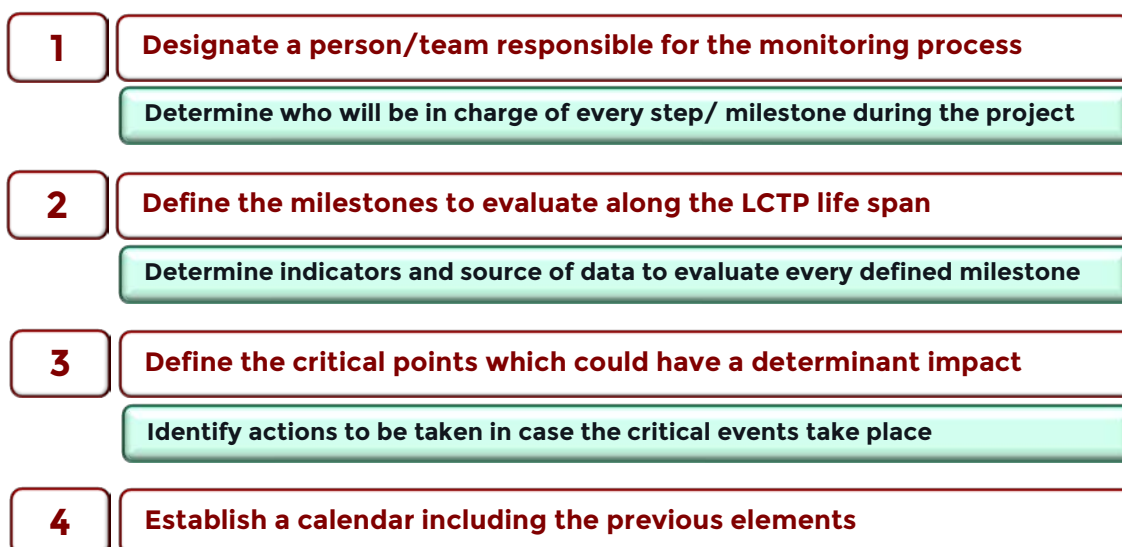 1
Designate a person/team responsible for the monitoring process
Determine who will be in charge of every step/ milestone during the project
2
Define the milestones to evaluate along the LCTP life span
Determine indicators and source of data to evaluate every defined milestone
3
Define the critical points which could have a determinant impact
Identify actions to be taken in case the critical events take place
4
Establish a calendar including the previous elements